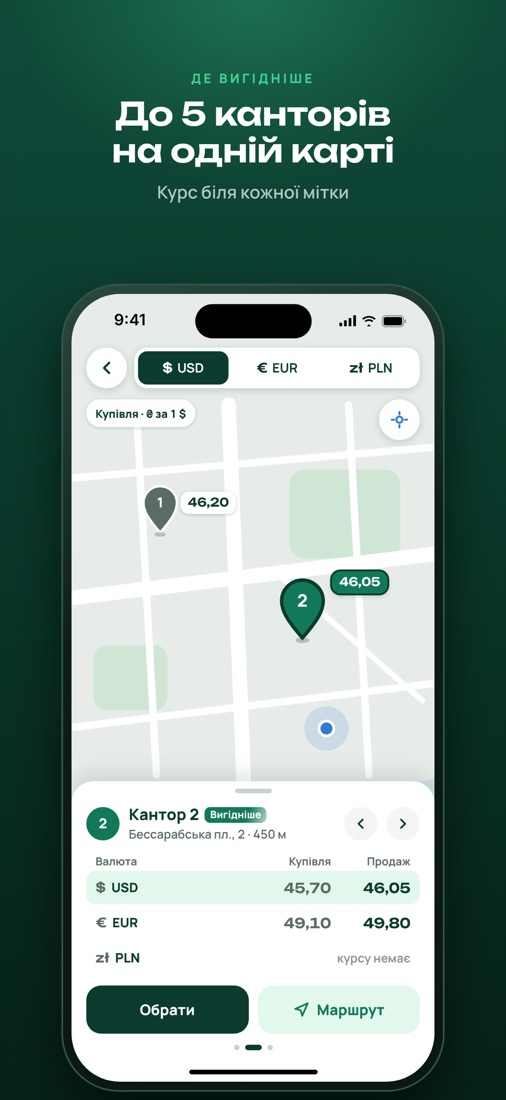 ДЕ ВИГІДНІШЕ
До 5 канторів
на одній карті
Курс біля кожної мітки
9:41
$ USD € EUR zł PLN
Купівля · ₴ за 1 $
1 46,20
46,05
2
2 Кантор 2 Вигідніше
Бессарабська пл., 2 · 450 м
Валюта Купівля Продаж
$ USD 45,70 46,05
€ EUR 49,10 49,80
zł PLN курсу немає
Обрати Маршрут